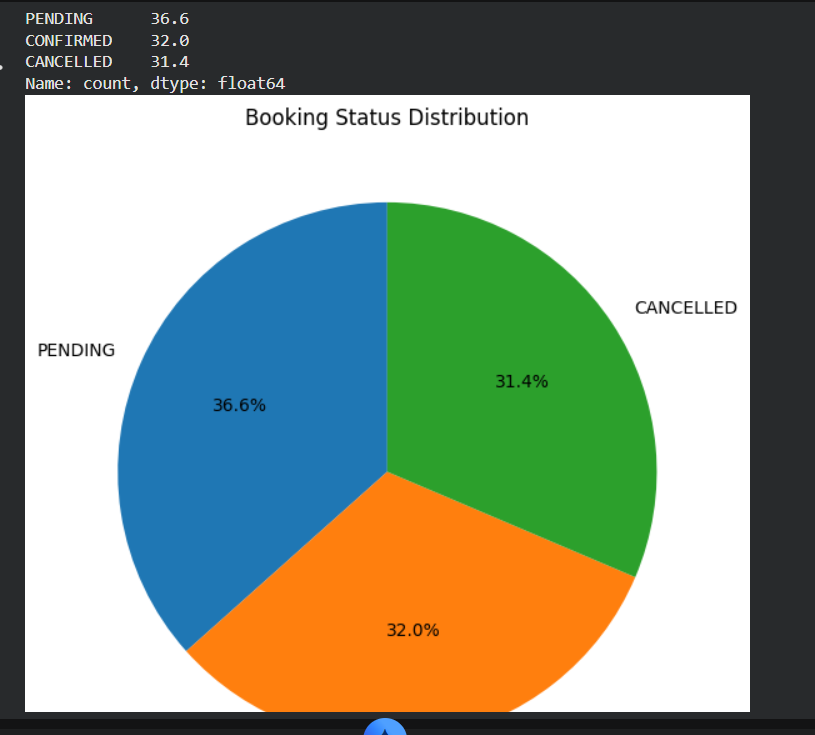 PENDING 36.6
CONFIRMED 32.0
CANCELLED 31.4
Name: count, dtype: float64
Booking Status Distribution
CANCELLED
PENDING
31.4%
36.6%
32.0%